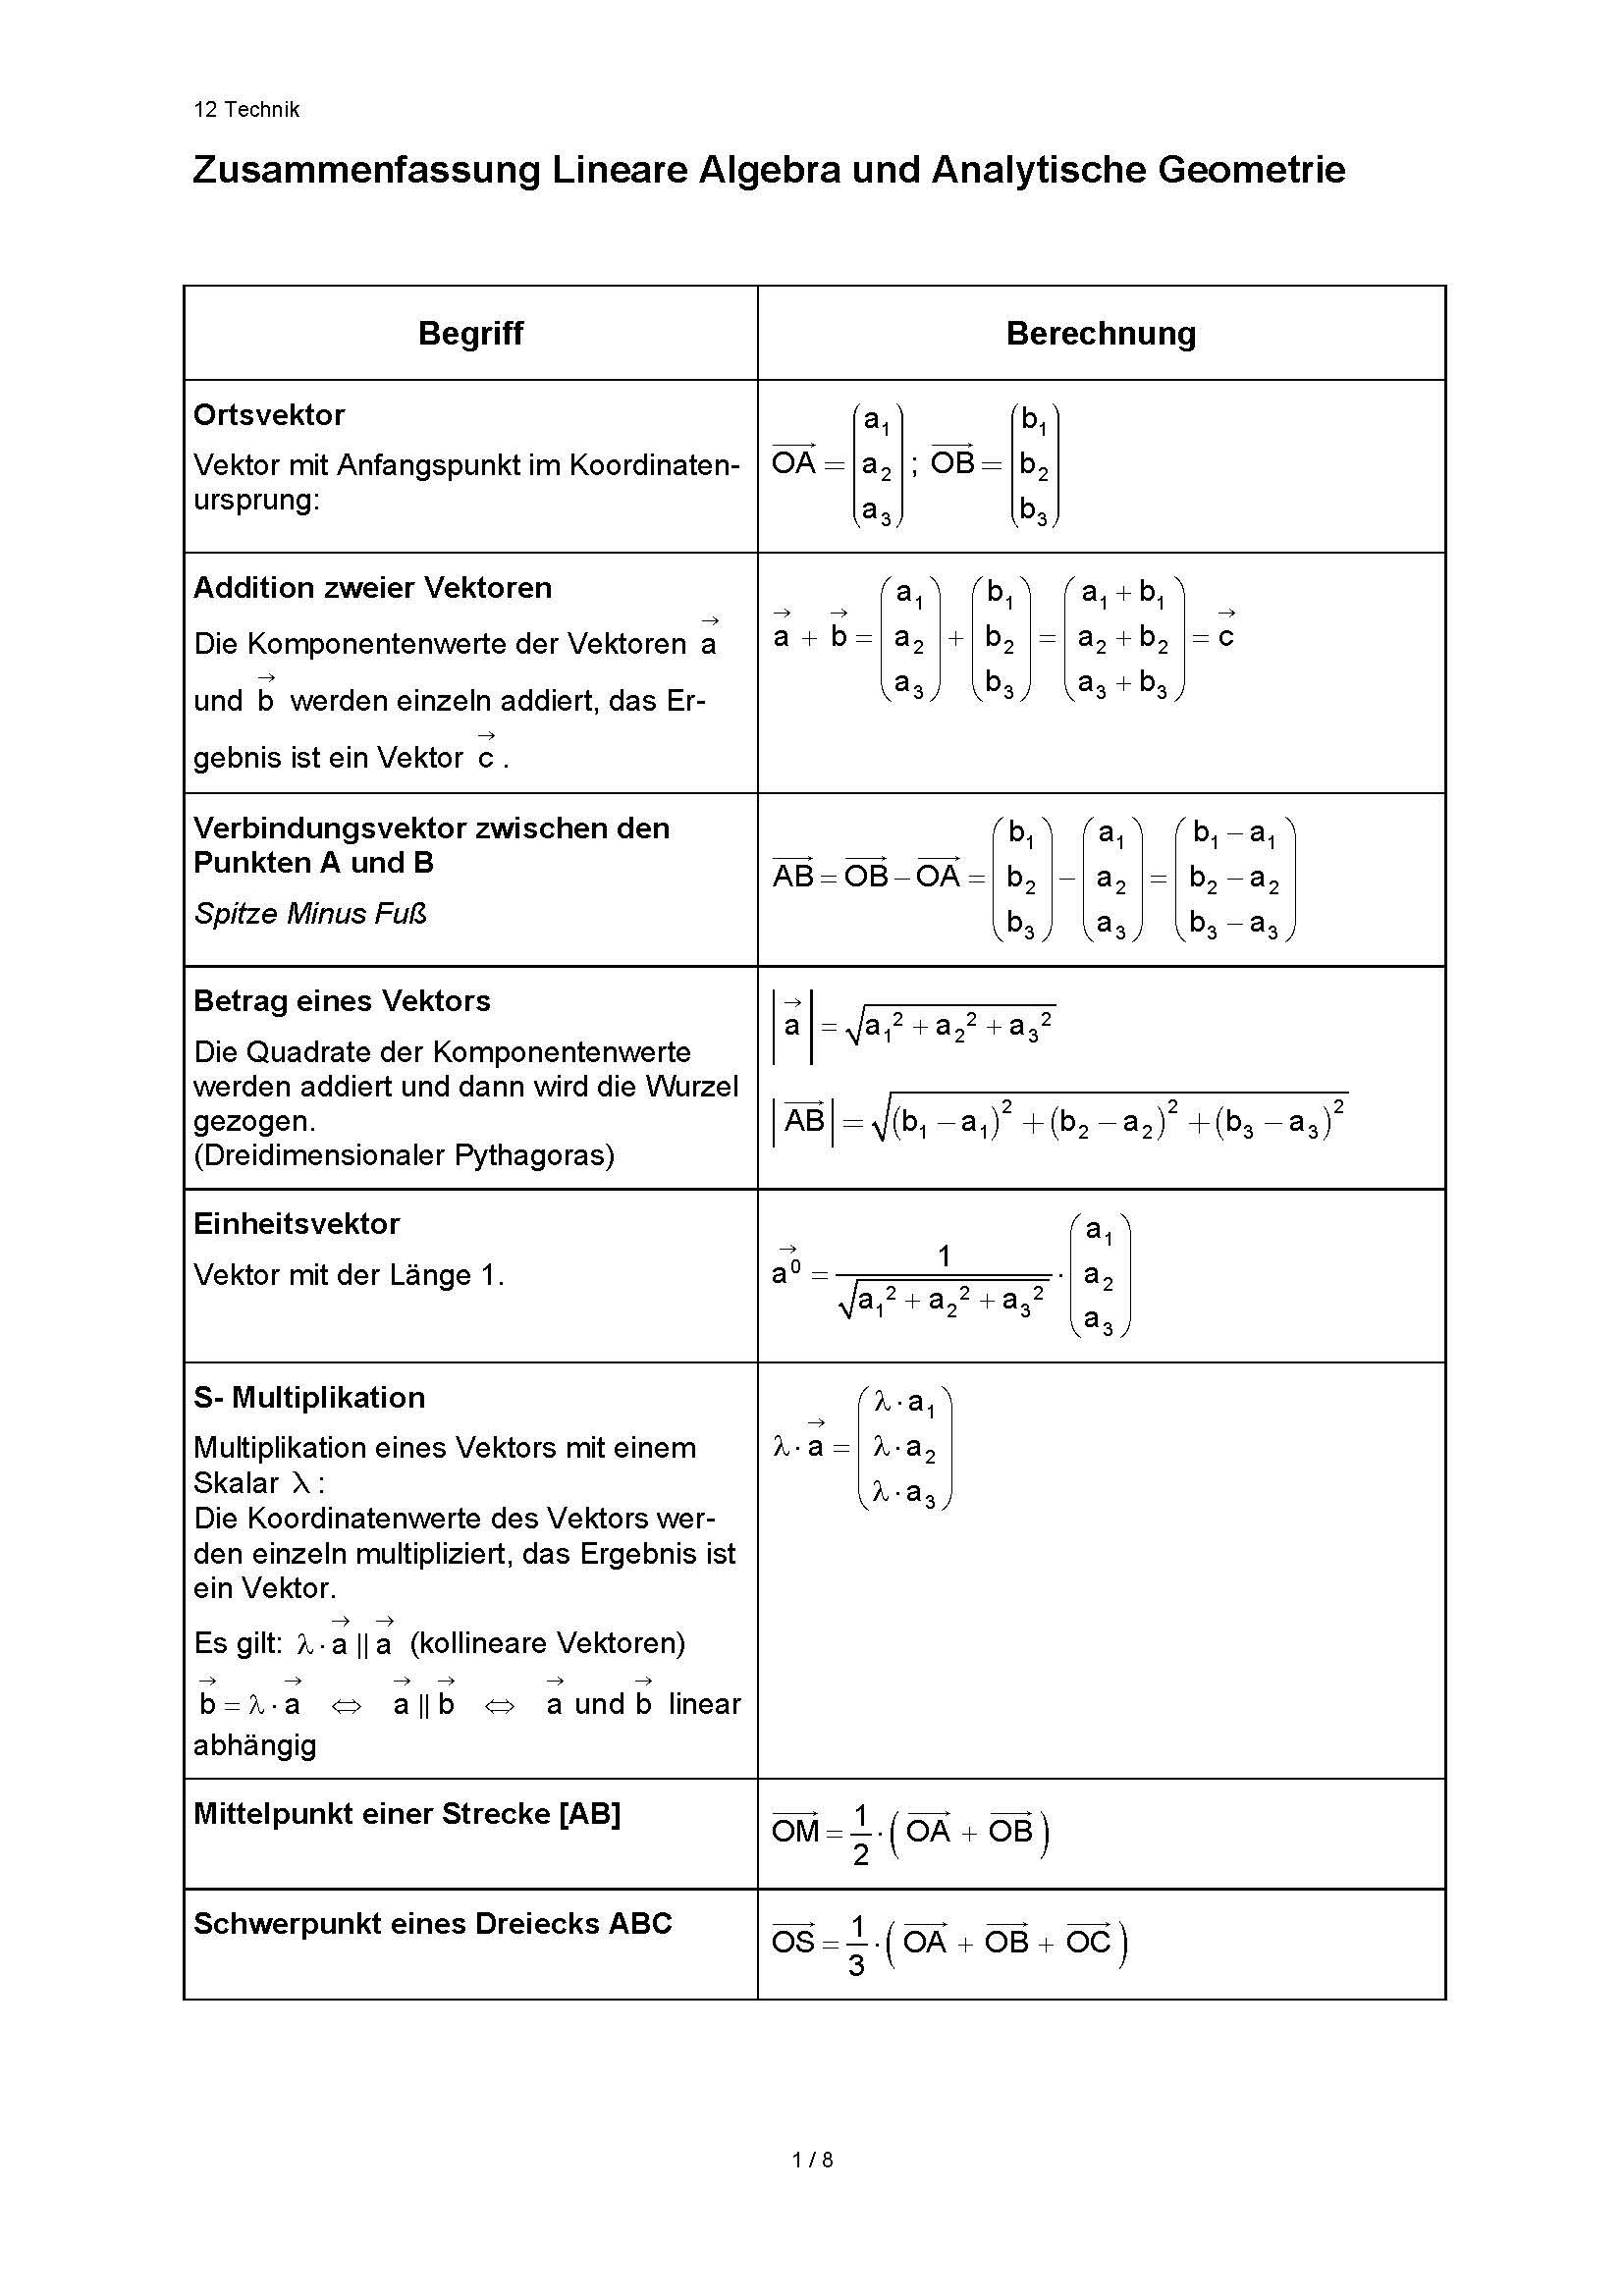 12 Technik
Zusammenfassung Lineare Algebra und Analytische Geometrie
Begriff
Berechnung
Ortsvektor
Vektor mit Anfangspunkt im Koordinaten-
ursprung:
$\overrightarrow{OA} = \begin{pmatrix} a_1 \\ a_2 \\ a_3 \end{pmatrix} ; \overrightarrow{OB} = \begin{pmatrix} b_1 \\ b_2 \\ b_3 \end{pmatrix}$
Addition zweier Vektoren
Die Komponentenwerte der Vektoren $\vec{a}$
und $\vec{b}$ werden einzeln addiert, das Er-
gebnis ist ein Vektor $\vec{c}$ .
$\vec{a} + \vec{b} = \begin{pmatrix} a_1 \\ a_2 \\ a_3 \end{pmatrix} + \begin{pmatrix} b_1 \\ b_2 \\ b_3 \end{pmatrix} = \begin{pmatrix} a_1 + b_1 \\ a_2 + b_2 \\ a_3 + b_3 \end{pmatrix} = \vec{c}$
Verbindungsvektor zwischen den
Punkten A und B
Spitze Minus Fuß
$\overrightarrow{AB} = \overrightarrow{OB} - \overrightarrow{OA} = \begin{pmatrix} b_1 \\ b_2 \\ b_3 \end{pmatrix} - \begin{pmatrix} a_1 \\ a_2 \\ a_3 \end{pmatrix} = \begin{pmatrix} b_1 - a_1 \\ b_2 - a_2 \\ b_3 - a_3 \end{pmatrix}$
Betrag eines Vektors
Die Quadrate der Komponentenwerte
werden addiert und dann wird die Wurzel
gezogen.
(Dreidimensionaler Pythagoras)
$|\vec{a}| = \sqrt{a_1^2 + a_2^2 + a_3^2}$
$|\overrightarrow{AB}| = \sqrt{(b_1 - a_1)^2 + (b_2 - a_2)^2 + (b_3 - a_3)^2}$
Einheitsvektor
Vektor mit der Länge 1.
$\overrightarrow{a^0} = \frac{1}{\sqrt{a_1^2 + a_2^2 + a_3^2}} \cdot \begin{pmatrix} a_1 \\ a_2 \\ a_3 \end{pmatrix}$
S- Multiplikation
Multiplikation eines Vektors mit einem
Skalar λ :
Die Koordinatenwerte des Vektors wer-
den einzeln multipliziert, das Ergebnis ist
ein Vektor.
Es gilt: $\lambda \cdot \vec{a} \parallel \vec{a}$ (kollineare Vektoren)
$\vec{b} = \lambda \cdot \vec{a} \Leftrightarrow \vec{a} \parallel \vec{b} \Leftrightarrow \vec{a}$ und $\vec{b}$ linear
abhängig
$\lambda \cdot \vec{a} = \begin{pmatrix} \lambda \cdot a_1 \\ \lambda \cdot a_2 \\ \lambda \cdot a_3 \end{pmatrix}$
Mittelpunkt einer Strecke [AB]
$\overrightarrow{OM} = \frac{1}{2} \cdot \left( \overrightarrow{OA} + \overrightarrow{OB} \right)$
Schwerpunkt eines Dreiecks ABC
$\overrightarrow{OS} = \frac{1}{3} \cdot \left( \overrightarrow{OA} + \overrightarrow{OB} + \overrightarrow{OC} \right)$
1 / 8